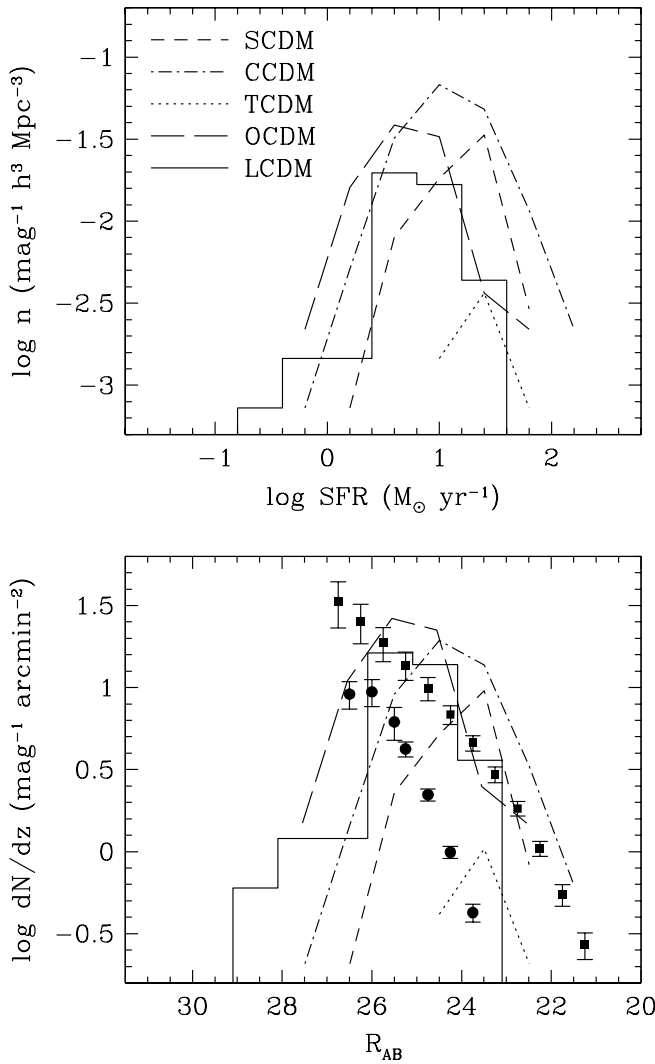 -1
-1.5
-2
-2.5
-3
log n (mag⁻¹ h³ Mpc⁻³)
SCDM
CCDM
TCDM
OCDM
LCDM
-1 0 1 2
log SFR (M⊙ yr⁻¹)
1.5
1
0.5
0
-0.5
log dN/dz (mag⁻¹ arcmin⁻²)
30 28 26 24 22 20
R_AB